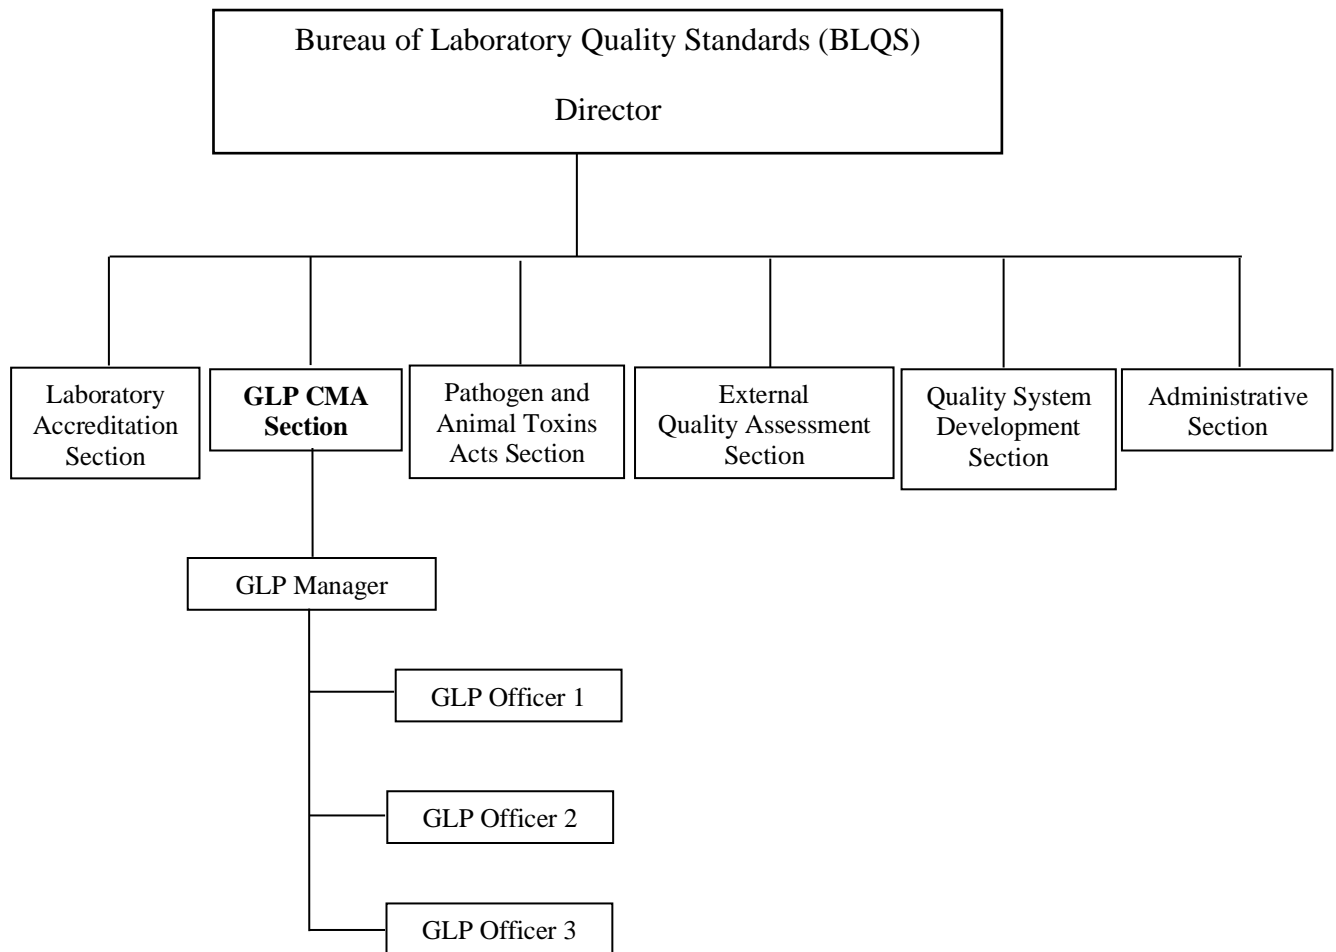 Bureau of Laboratory Quality Standards (BLQS)
Director
Laboratory
Accreditation
Section
GLP CMA
Section
Pathogen and
Animal Toxins
Acts Section
External
Quality Assessment
Section
Quality System
Development
Section
Administrative
Section
GLP Manager
GLP Officer 1
GLP Officer 2
GLP Officer 3